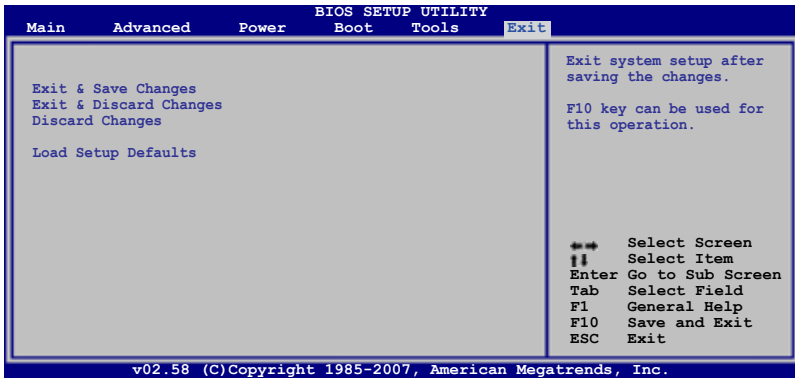 BIOS SETUP UTILITY
Main Advanced Power Boot Tools Exit
Exit & Save Changes
Exit & Discard Changes
Discard Changes
Load Setup Defaults
Exit system setup after
saving the changes.
F10 key can be used for
this operation.
Select Screen
Select Item
Enter Go to Sub Screen
Tab Select Field
F1 General Help
F10 Save and Exit
ESC Exit
v02.58 (C)Copyright 1985-2007, American Megatrends, Inc.